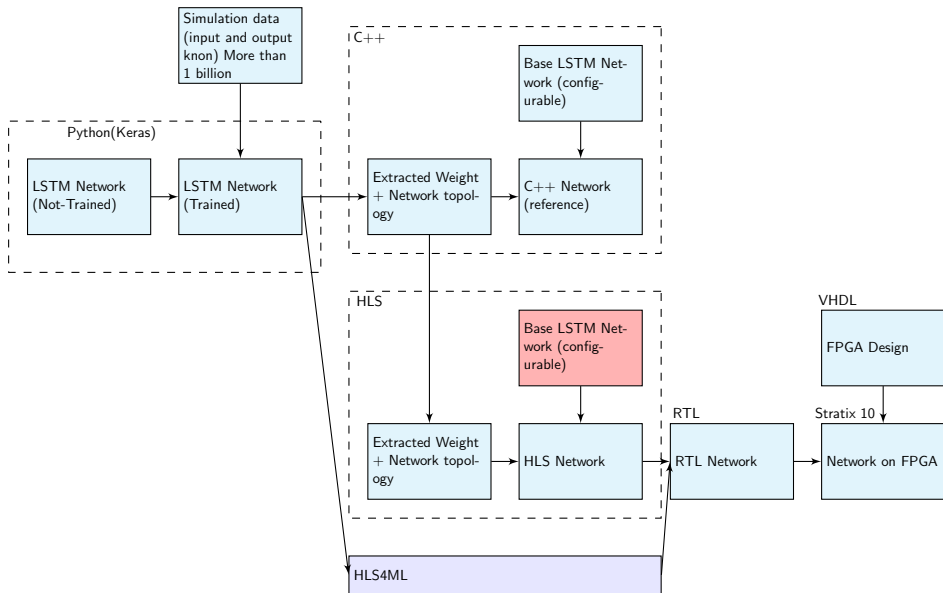 Simulation data
(input and output
knon) More than
1 billion
C++
Base LSTM Net-
work (config-
urable)
Python(Keras)
LSTM Network
(Not-Trained)
LSTM Network
(Trained)
Extracted Weight
+ Network topol-
ogy
C++ Network
(reference)
HLS
Base LSTM Net-
work (config-
urable)
VHDL
FPGA Design
Extracted Weight
+ Network topol-
ogy
HLS Network
RTL
RTL Network
Stratix 10
Network on FPGA
HLS4ML